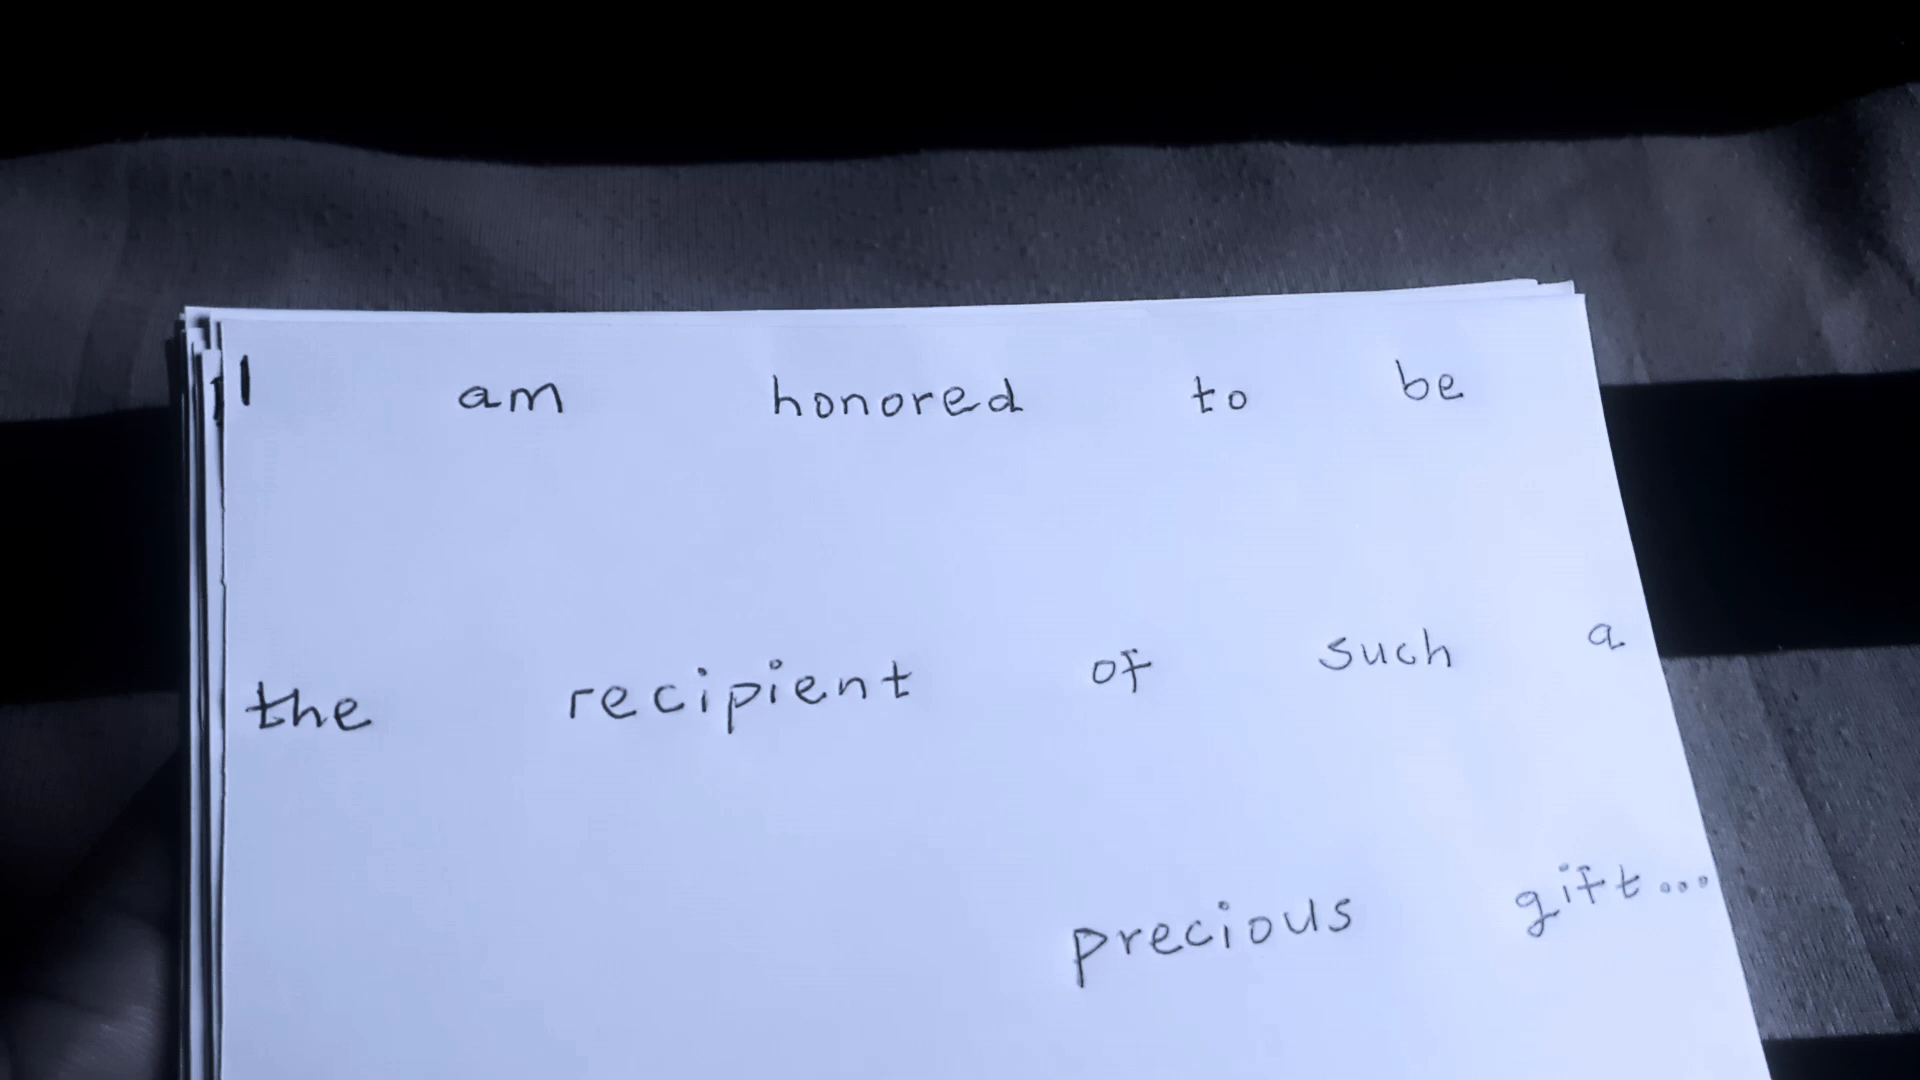 I am honored to be
the recipient of such a
precious gift...